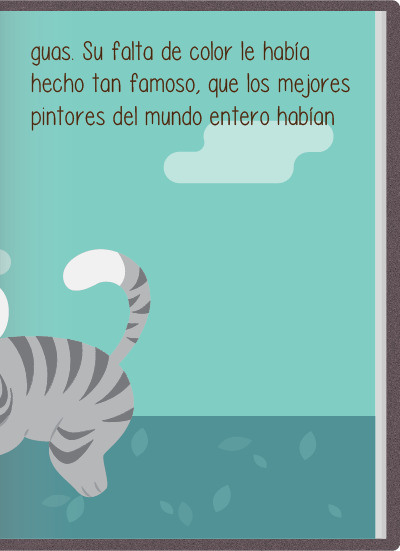 guas. Su falta de color le había
hecho tan famoso, que los mejores
pintores del mundo entero habían